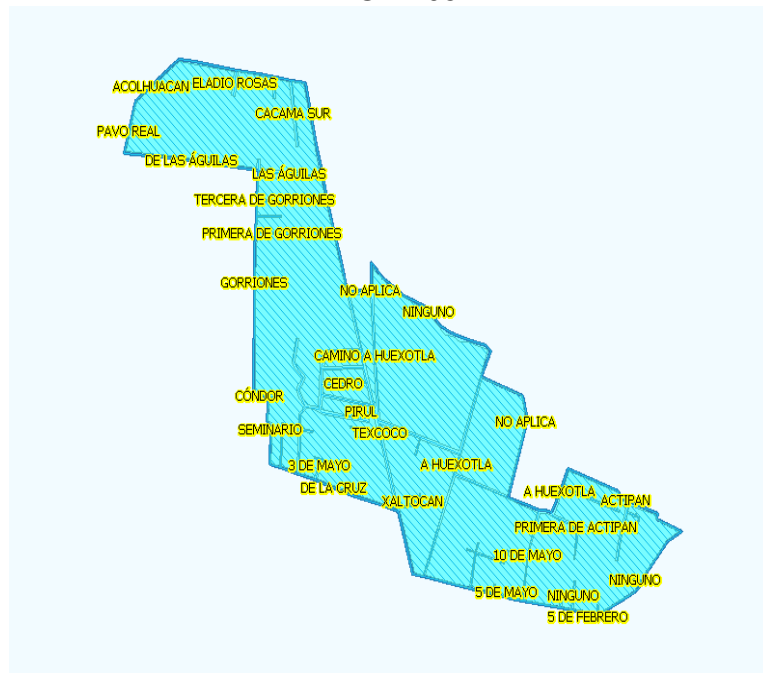 ELADIO ROSAS
ACOLHUACAN
CACAMA SUR
PAVO REAL
DE LAS ÁGUILAS
LAS ÁGUILAS
TERCERA DE GORRIONES
PRIMERA DE GORRIONES
GORRIONES
NO APLICA
NINGUNO
CAMINO A HUEXOTLA
CEDRO
CÓNDOR
PIRUL
NO APLICA
SEMINARIO
TEXCOCO
3 DE MAYO
A HUEXOTLA
DE LA CRUZ
A HUEXOTLA
XALTOCAN
ACTIPAN
PRIMERA DE ACTIPAN
10 DE MAYO
NINGUNO
5 DE MAYO
NINGUNO
5 DE FEBRERO